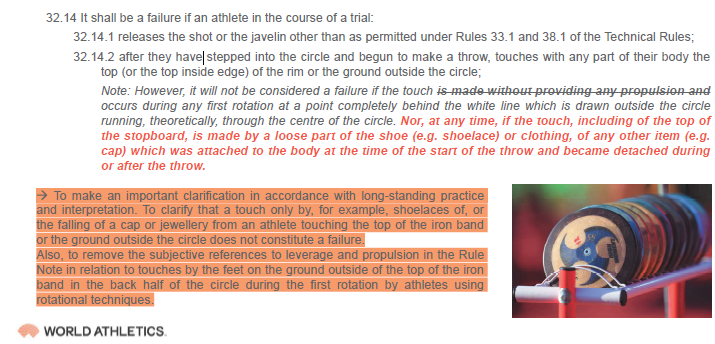 32.14 It shall be a failure if an athlete in the course of a trial:
32.14.1 releases the shot or the javelin other than as permitted under Rules 33.1 and 38.1 of the Technical Rules;
32.14.2 after they have stepped into the circle and begun to make a throw, touches with any part of their body the
top (or the top inside edge) of the rim or the ground outside the circle;
Note: However, it will not be considered a failure if the touch is made without providing any propulsion and
occurs during any first rotation at a point completely behind the white line which is drawn outside the circle
running, theoretically, through the centre of the circle. Nor, at any time, if the touch, including of the top of
the stopboard, is made by a loose part of the shoe (e.g. shoelace) or clothing, of any other item (e.g.
cap) which was attached to the body at the time of the start of the throw and became detached during
or after the throw.
→ To make an important clarification in accordance with long-standing practice
and interpretation. To clarify that a touch only by, for example, shoelaces of, or
the falling of a cap or jewellery from an athlete touching the top of the iron band
or the ground outside the circle does not constitute a failure.
Also, to remove the subjective references to leverage and propulsion in the Rule
Note in relation to touches by the feet on the ground outside of the top of the iron
band in the back half of the circle during the first rotation by athletes using
rotational techniques.
WORLD ATHLETICS.